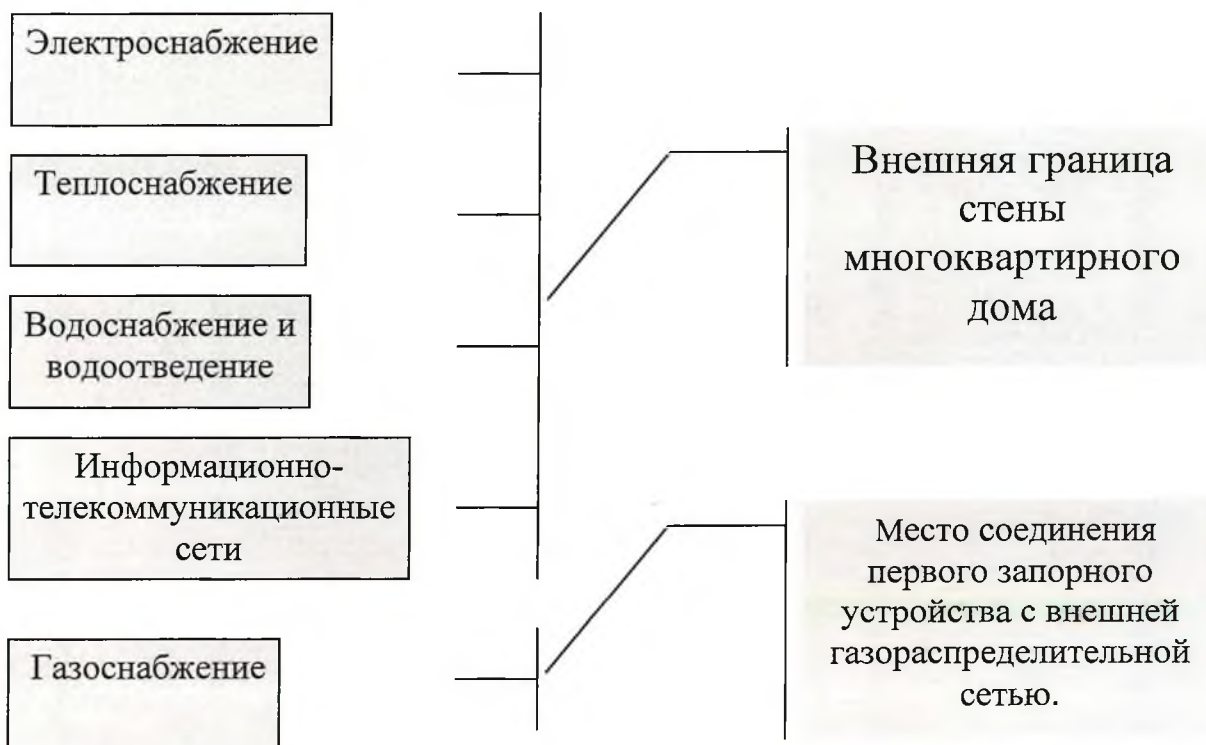 Электроснабжение
Теплоснабжение
Водоснабжение и
водоотведение
Информационно-
телекоммуникационные
сети
Газоснабжение
Внешняя граница
стены
многоквартирного
дома
Место соединения
первого запорного
устройства с внешней
газораспределительной
сетью.